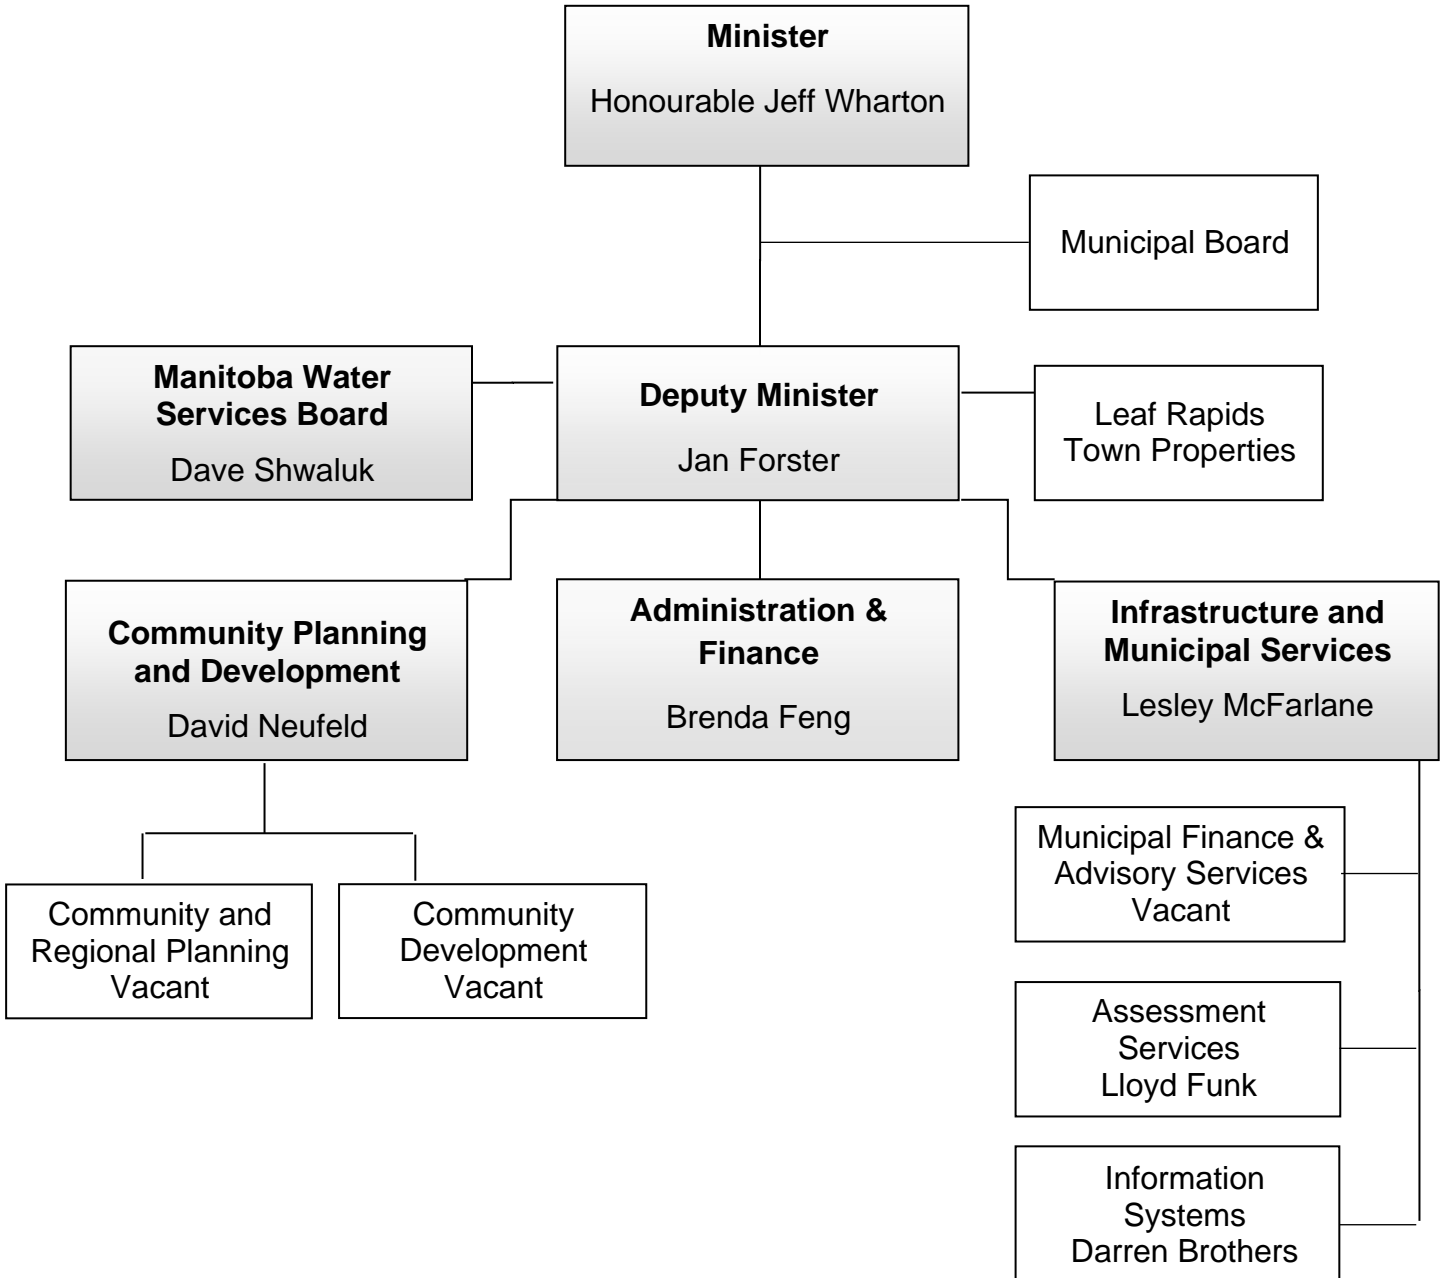 Minister
Honourable Jeff Wharton
Municipal Board
Manitoba Water
Services Board
Dave Shwaluk
Deputy Minister
Jan Forster
Leaf Rapids
Town Properties
Community Planning
and Development
David Neufeld
Administration &
Finance
Brenda Feng
Infrastructure and
Municipal Services
Lesley McFarlane
Community and
Regional Planning
Vacant
Community
Development
Vacant
Municipal Finance &
Advisory Services
Vacant
Assessment
Services
Lloyd Funk
Information
Systems
Darren Brothers